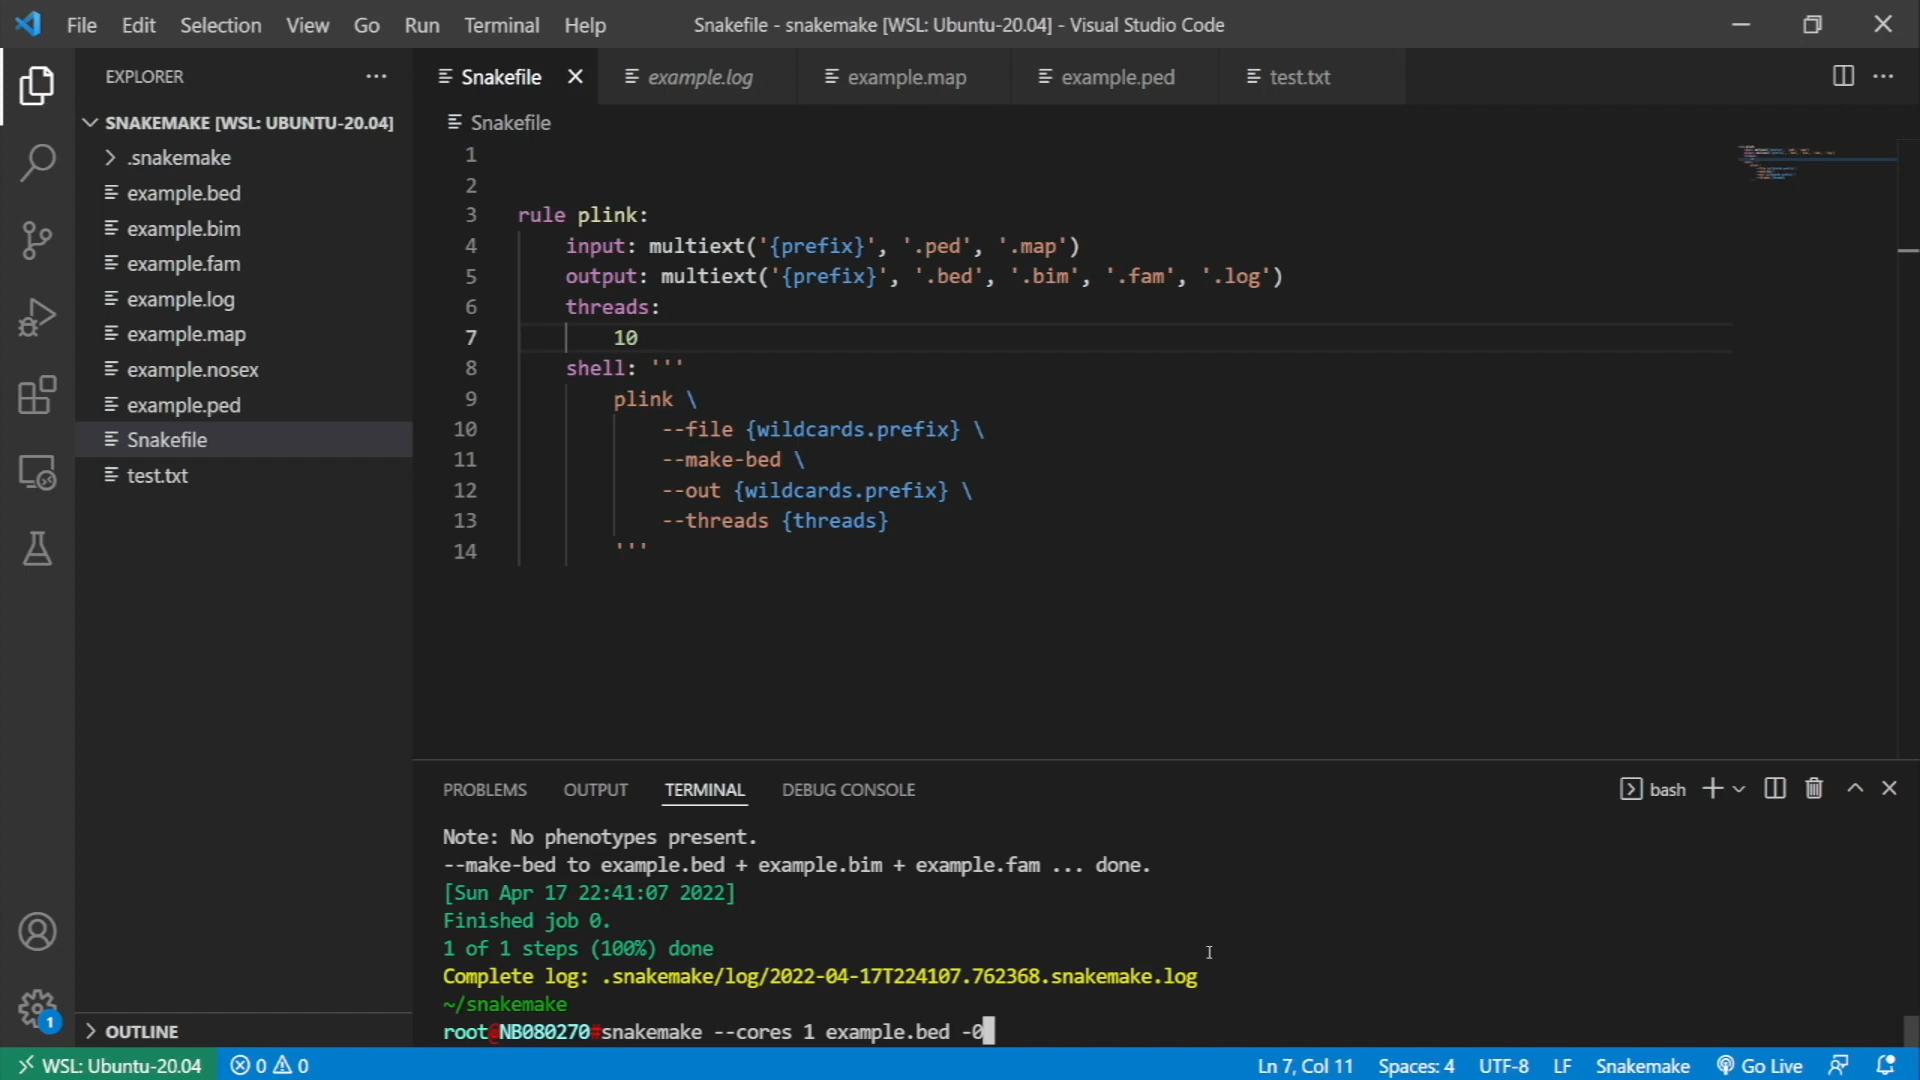 File Edit Selection View Go Run Terminal Help
Snakefile - snakemake [WSL: Ubuntu-20.04] - Visual Studio Code
EXPLORER
SNAKEMAKE [WSL: UBUNTU-20.04]
.snakemake
example.bed
example.bim
example.fam
example.log
example.map
example.nosex
example.ped
Snakefile
test.txt
OUTLINE
1
Snakefile example.log example.map example.ped test.txt
Snakefile
1
2
3 rule plink:
4 input: multiext('{prefix}', '.ped', '.map')
5 output: multiext('{prefix}', '.bed', '.bim', '.fam', '.log')
6 threads:
7 10
8 shell: '''
9 plink \
10 --file {wildcards.prefix} \
11 --make-bed \
12 --out {wildcards.prefix} \
13 --threads {threads}
14 '''
PROBLEMS OUTPUT TERMINAL DEBUG CONSOLE
bash
Note: No phenotypes present.
--make-bed to example.bed + example.bim + example.fam ... done.
[Sun Apr 17 22:41:07 2022]
Finished job 0.
1 of 1 steps (100%) done
Complete log: .snakemake/log/2022-04-17T224107.762368.snakemake.log
~/snakemake
root@NB080270#snakemake --cores 1 example.bed -0
WSL: Ubuntu-20.04 0 0 Ln 7, Col 11 Spaces: 4 UTF-8 LF Snakemake Go Live